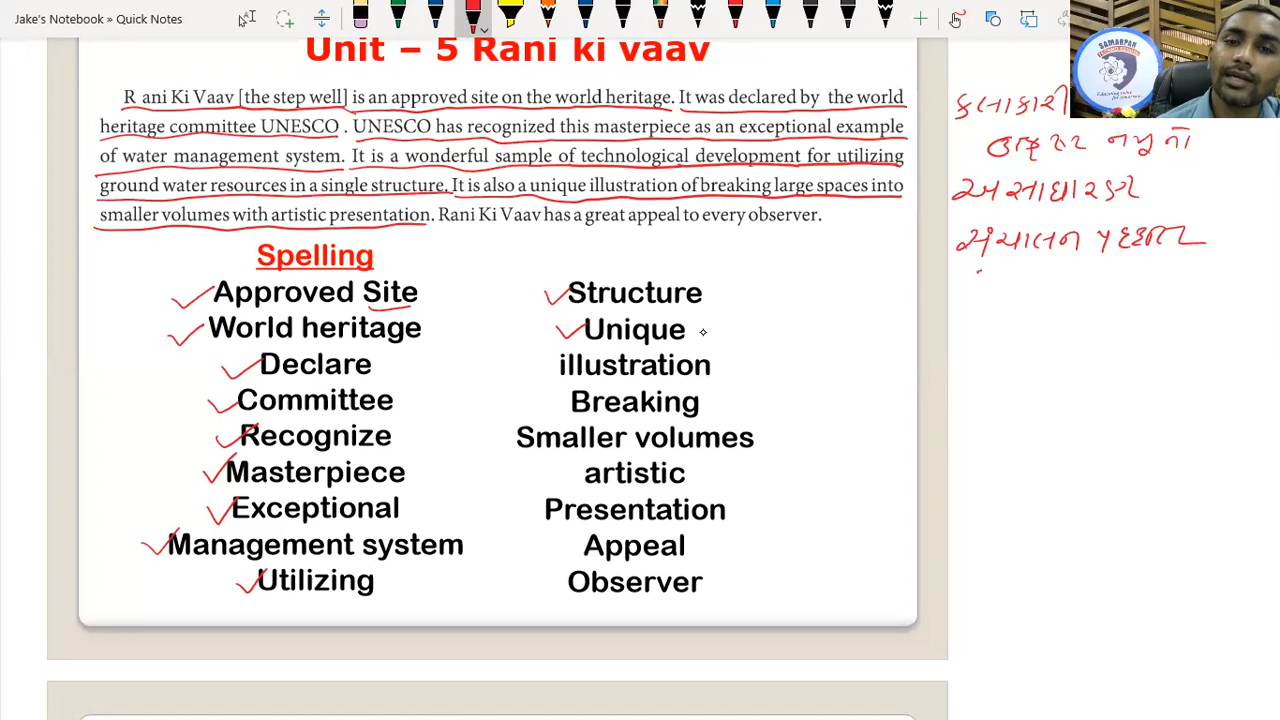 Jake's Notebook » Quick Notes
Unit – 5 Rani ki vaav
R ani Ki Vaav [the step well] is an approved site on the world heritage. It was declared by the world
heritage committee UNESCO . UNESCO has recognized this masterpiece as an exceptional example
of water management system. It is a wonderful sample of technological development for utilizing
ground water resources in a single structure. It is also a unique illustration of breaking large spaces into
smaller volumes with artistic presentation. Rani Ki Vaav has a great appeal to every observer.
Spelling
Approved Site
World heritage
Declare
Committee
Recognize
Masterpiece
Exceptional
Management system
Utilizing
Structure
Unique
illustration
Breaking
Smaller volumes
artistic
Presentation
Appeal
Observer
કલાકારી
નમુનો
અસાધારણ
સંચાલન
SAMARPAN